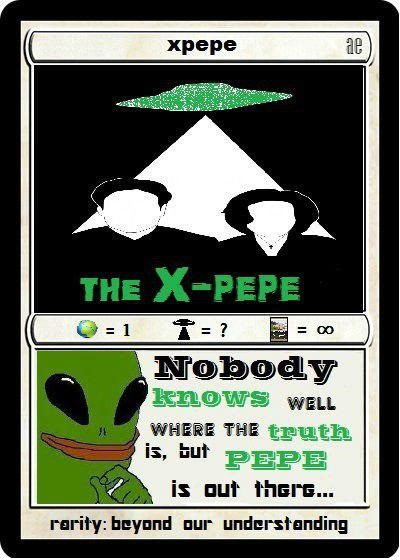 xpepe ae
THE X-PEPE
= 1 = ? = ∞
Nobody
knows WELL
WHERE THE truth
is, but PEPE
is out there...
rarity: beyond our understanding